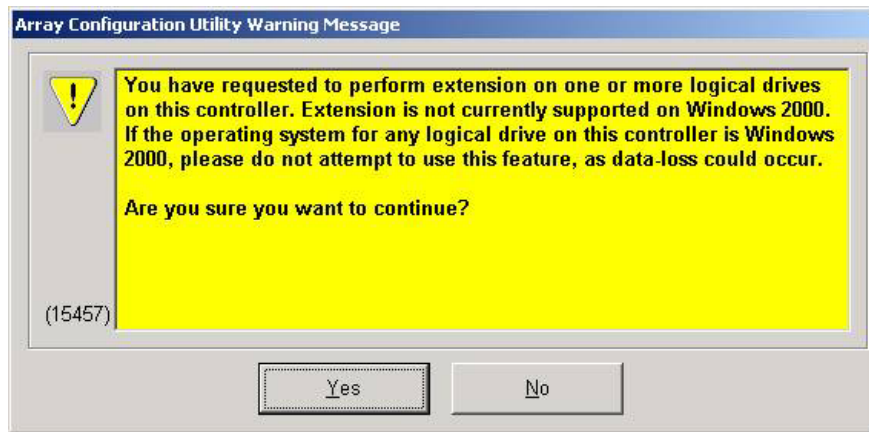 Array Configuration Utility Warning Message
You have requested to perform extension on one or more logical drives
on this controller. Extension is not currently supported on Windows 2000.
If the operating system for any logical drive on this controller is Windows
2000, please do not attempt to use this feature, as data-loss could occur.
Are you sure you want to continue?
(15457)
Yes
No